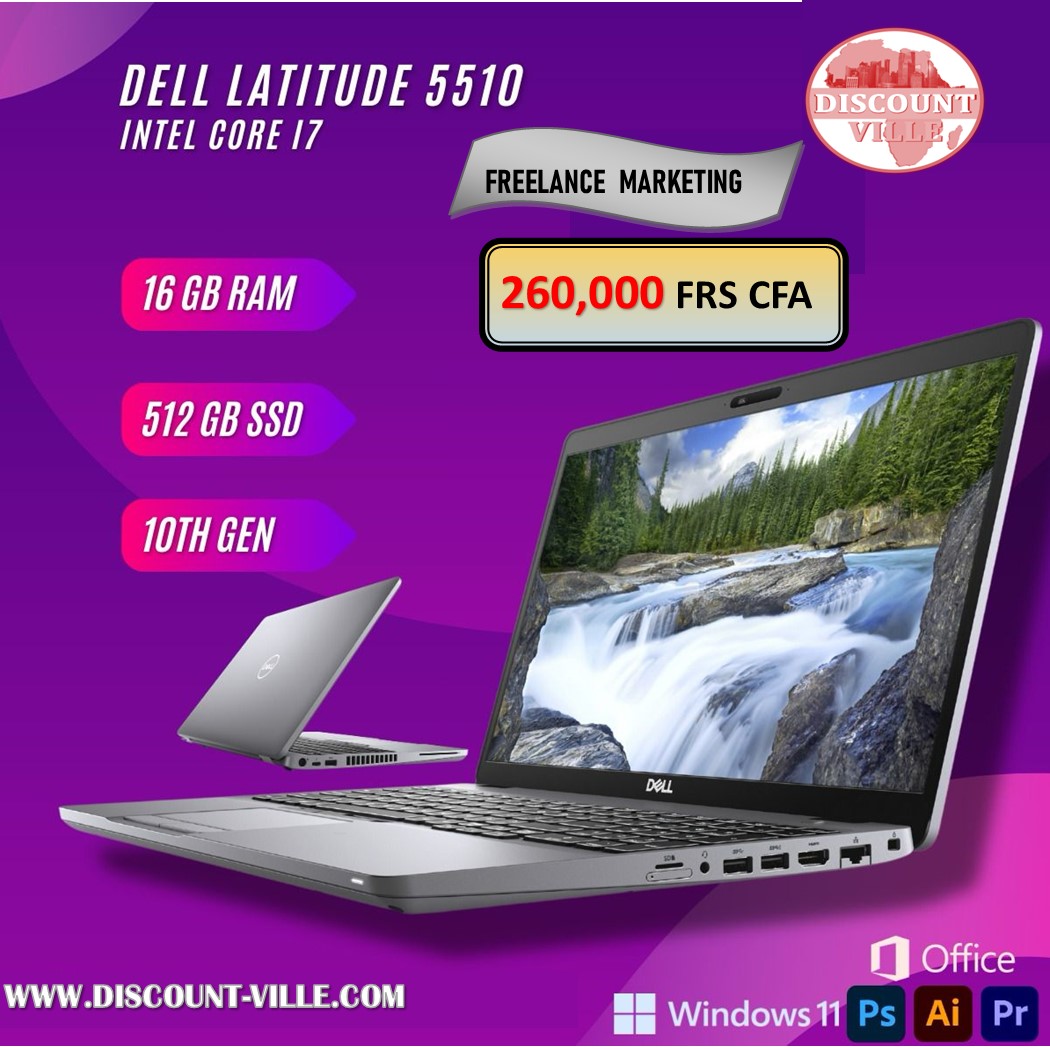 DELL LATITUDE 5510
INTEL CORE I7
DISCOUNT
VILLE
FREELANCE MARKETING
260,000 FRS CFA
16 GB RAM
512 GB SSD
10TH GEN
DELL
DELL
WWW.DISCOUNT-VILLE.COM
Office
Windows 11
Ps
Ai
Pr